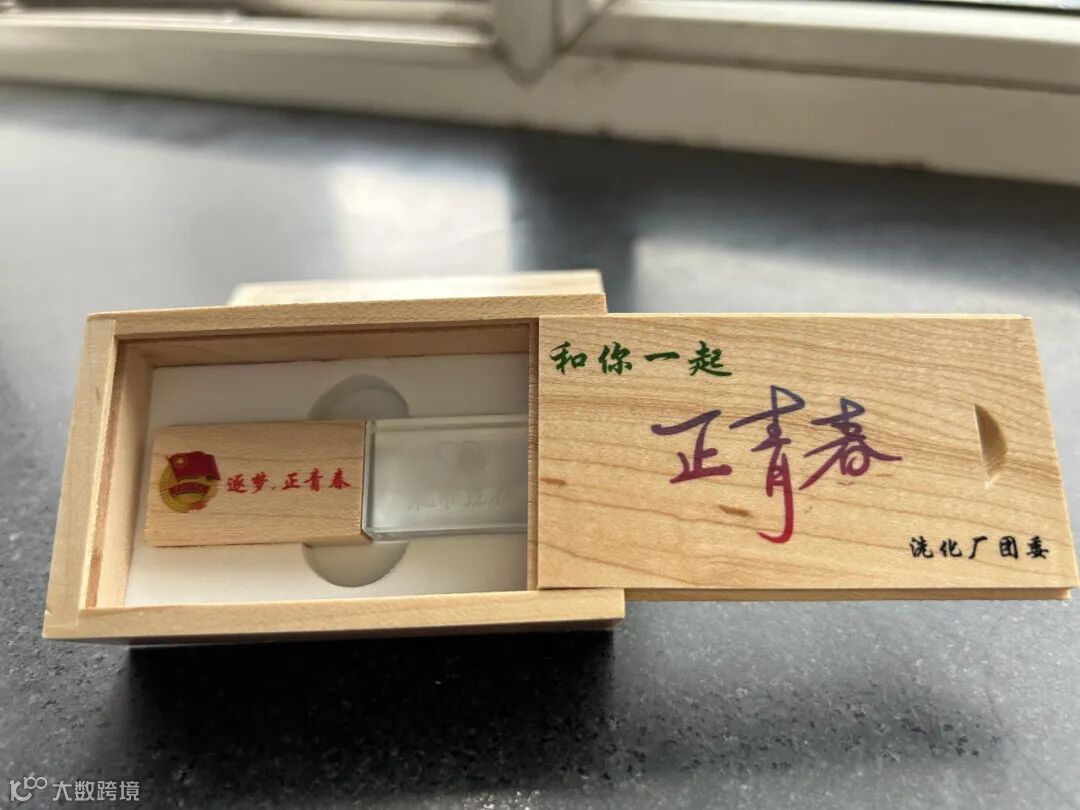 和你一起
正青春
洗化厂团委
逐梦,正青春
大数跨境